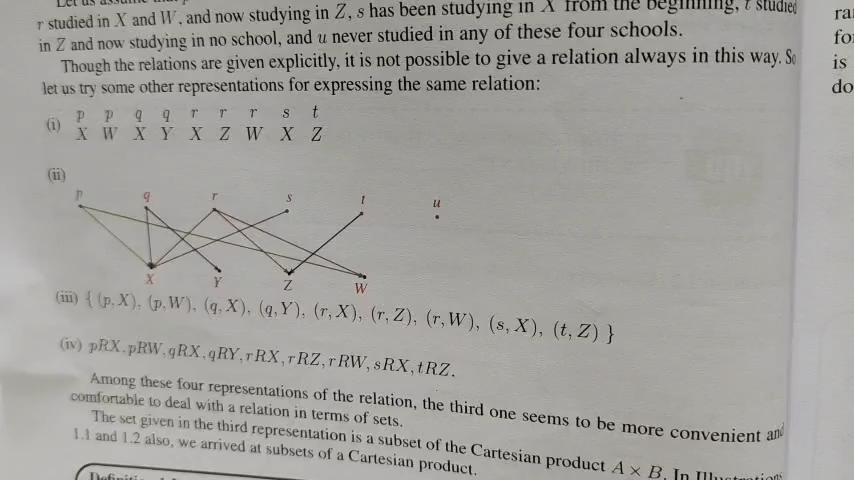 Let us assume that p
r studied in X and W, and now studying in Z, s has been studying in X from the beginning, t studied
in Z and now studying in no school, and u never studied in any of these four schools.
Though the relations are given explicitly, it is not possible to give a relation always in this way. So
let us try some other representations for expressing the same relation:
(i) p p q q r r r s t
X W X Y X Z W X Z
(ii)
p q r s t u
X Y Z W
(iii) { (p, X), (p, W), (q, X), (q, Y), (r, X), (r, Z), (r, W), (s, X), (t, Z) }
(iv) pRX, pRW, qRX, qRY, rRX, rRZ, rRW, sRX, tRZ.
Among these four representations of the relation, the third one seems to be more convenient and
comfortable to deal with a relation in terms of sets.
The set given in the third representation is a subset of the Cartesian product A × B. In Illustrations
1.1 and 1.2 also, we arrived at subsets of a Cartesian product.
ra
fo
is
do